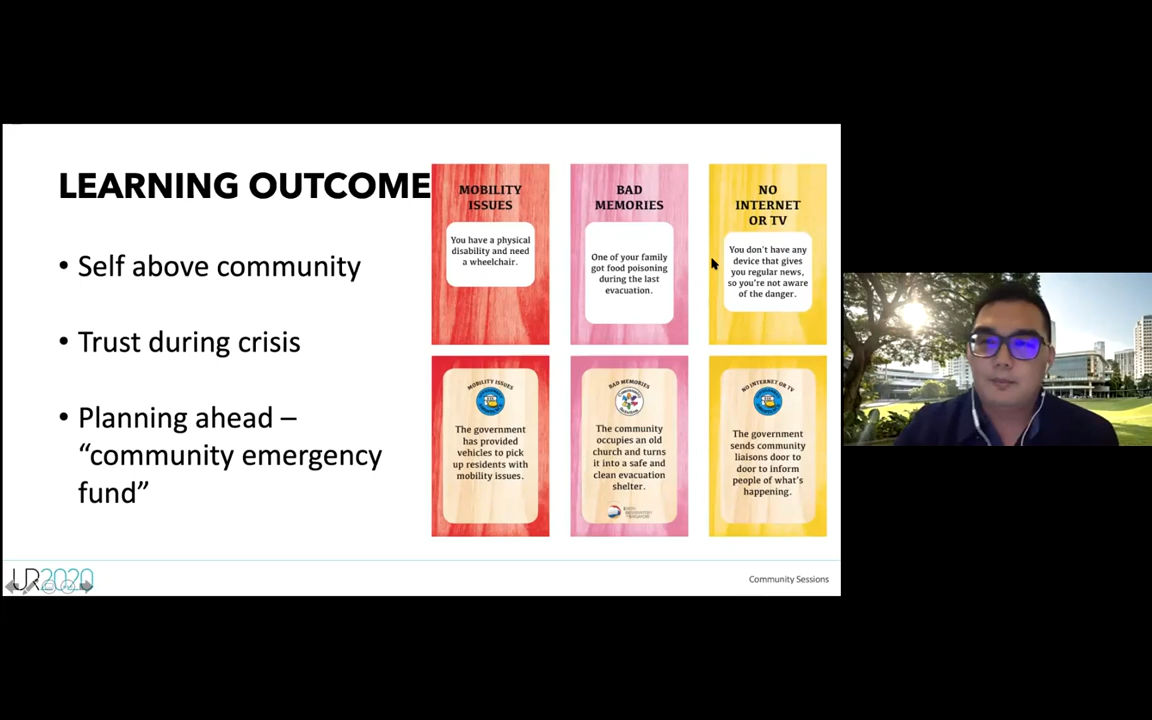 LEARNING OUTCOME
• Self above community
• Trust during crisis
• Planning ahead –
“community emergency
fund”
MOBILITY
ISSUES
You have a physical
disability and need
a wheelchair.
BAD
MEMORIES
One of your family
got food poisoning
during the last
evacuation.
NO
INTERNET
OR TV
You don't have any
device that gives
you regular news,
so you're not aware
of the danger.
MOBILITY ISSUES
The government
has provided
vehicles to pick
up residents with
mobility issues.
BAD MEMORIES
The community
occupies an old
church and turns
it into a safe and
clean evacuation
shelter.
NO INTERNET OR TV
The government
sends community
liaisons door to
door to inform
people of what's
happening.
UR2020
Community Sessions